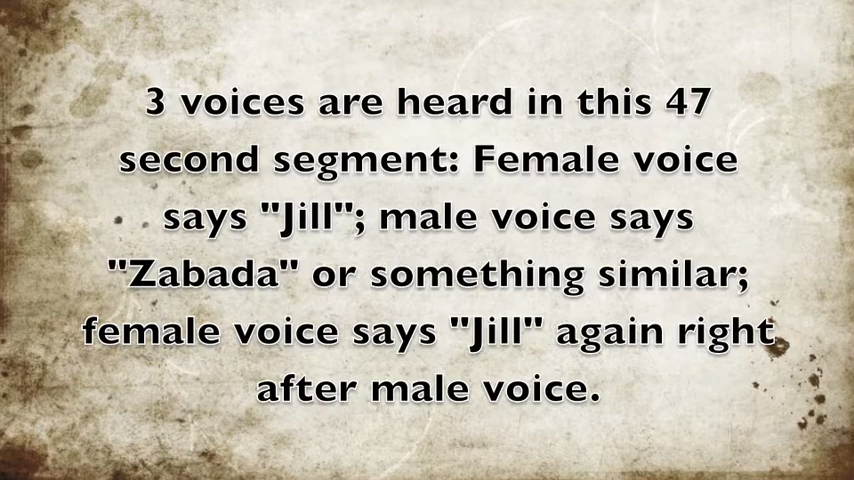 3 voices are heard in this 47
second segment: Female voice
says "Jill"; male voice says
"Zabada" or something similar;
female voice says "Jill" again right
after male voice.